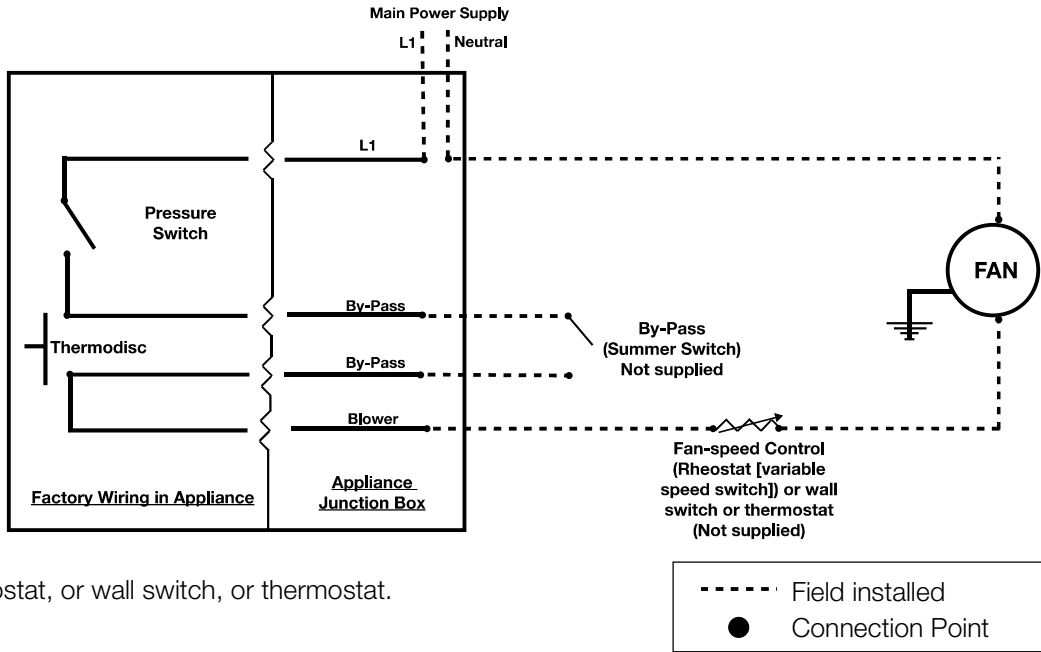 Main Power Supply
L1
Neutral
L1
Pressure
Switch
By-Pass
FAN
By-Pass
(Summer Switch)
Not supplied
Thermodisc
By-Pass
Blower
Fan-speed Control
(Rheostat [variable
speed switch]) or wall
switch or thermostat
(Not supplied)
Factory Wiring in Appliance
Appliance
Junction Box
ostat, or wall switch, or thermostat.
Field installed
Connection Point